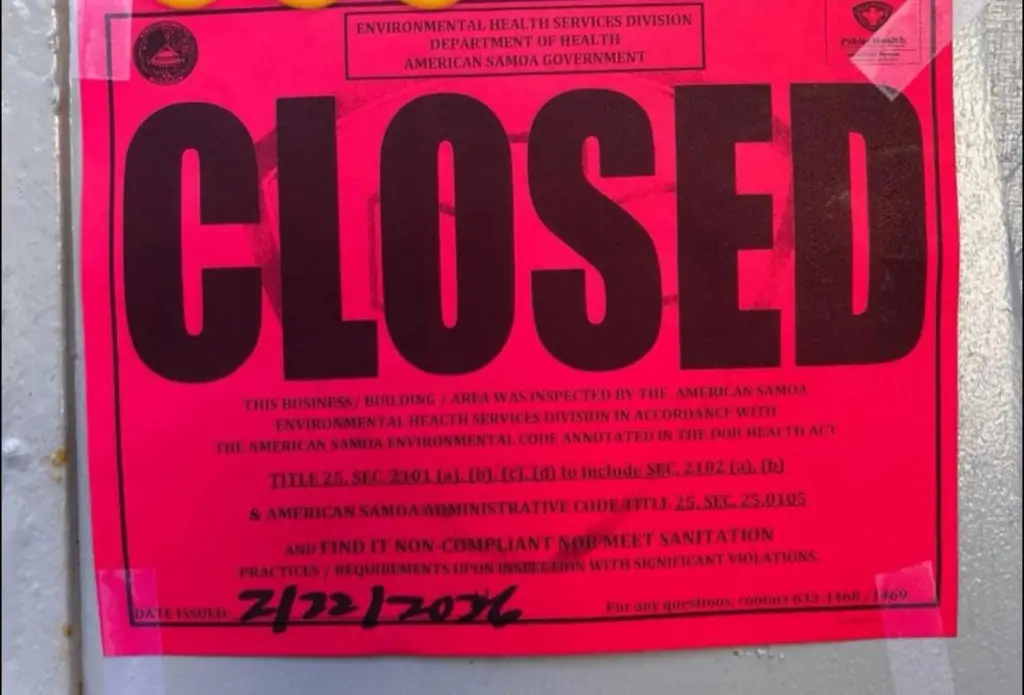 ENVIRONMENTAL HEALTH SERVICES DIVISION
DEPARTMENT OF HEALTH
AMERICAN SAMOA GOVERNMENT
Public Health
CLOSED
THIS BUSINESS/ BUILDING / AREA WAS INSPECTED BY THE AMERICAN SAMOA
ENVIRONMENTAL HEALTH SERVICES DIVISION IN ACCORDANCE WITH
THE AMERICAN SAMOA ENVIRONMENTAL CODE ANNOTATED IN THE DOH HEALTH ACT
TITLE 25, SEC. 2101 (a), (b), (c), (d) to include SEC. 2102 (a), (b)
& AMERICAN SAMOA ADMINISTRATIVE CODE TITLE 25, SEC. 25.0105
AND FIND IT NON-COMPLIANT NOR MEET SANITATION
PRACTICES / REQUIREMENTS UPON INSPECTION WITH SIGNIFICANT VIOLATIONS.
DATE ISSUED: 2/22/2026
For any questions, contact 633-1468 / 1469